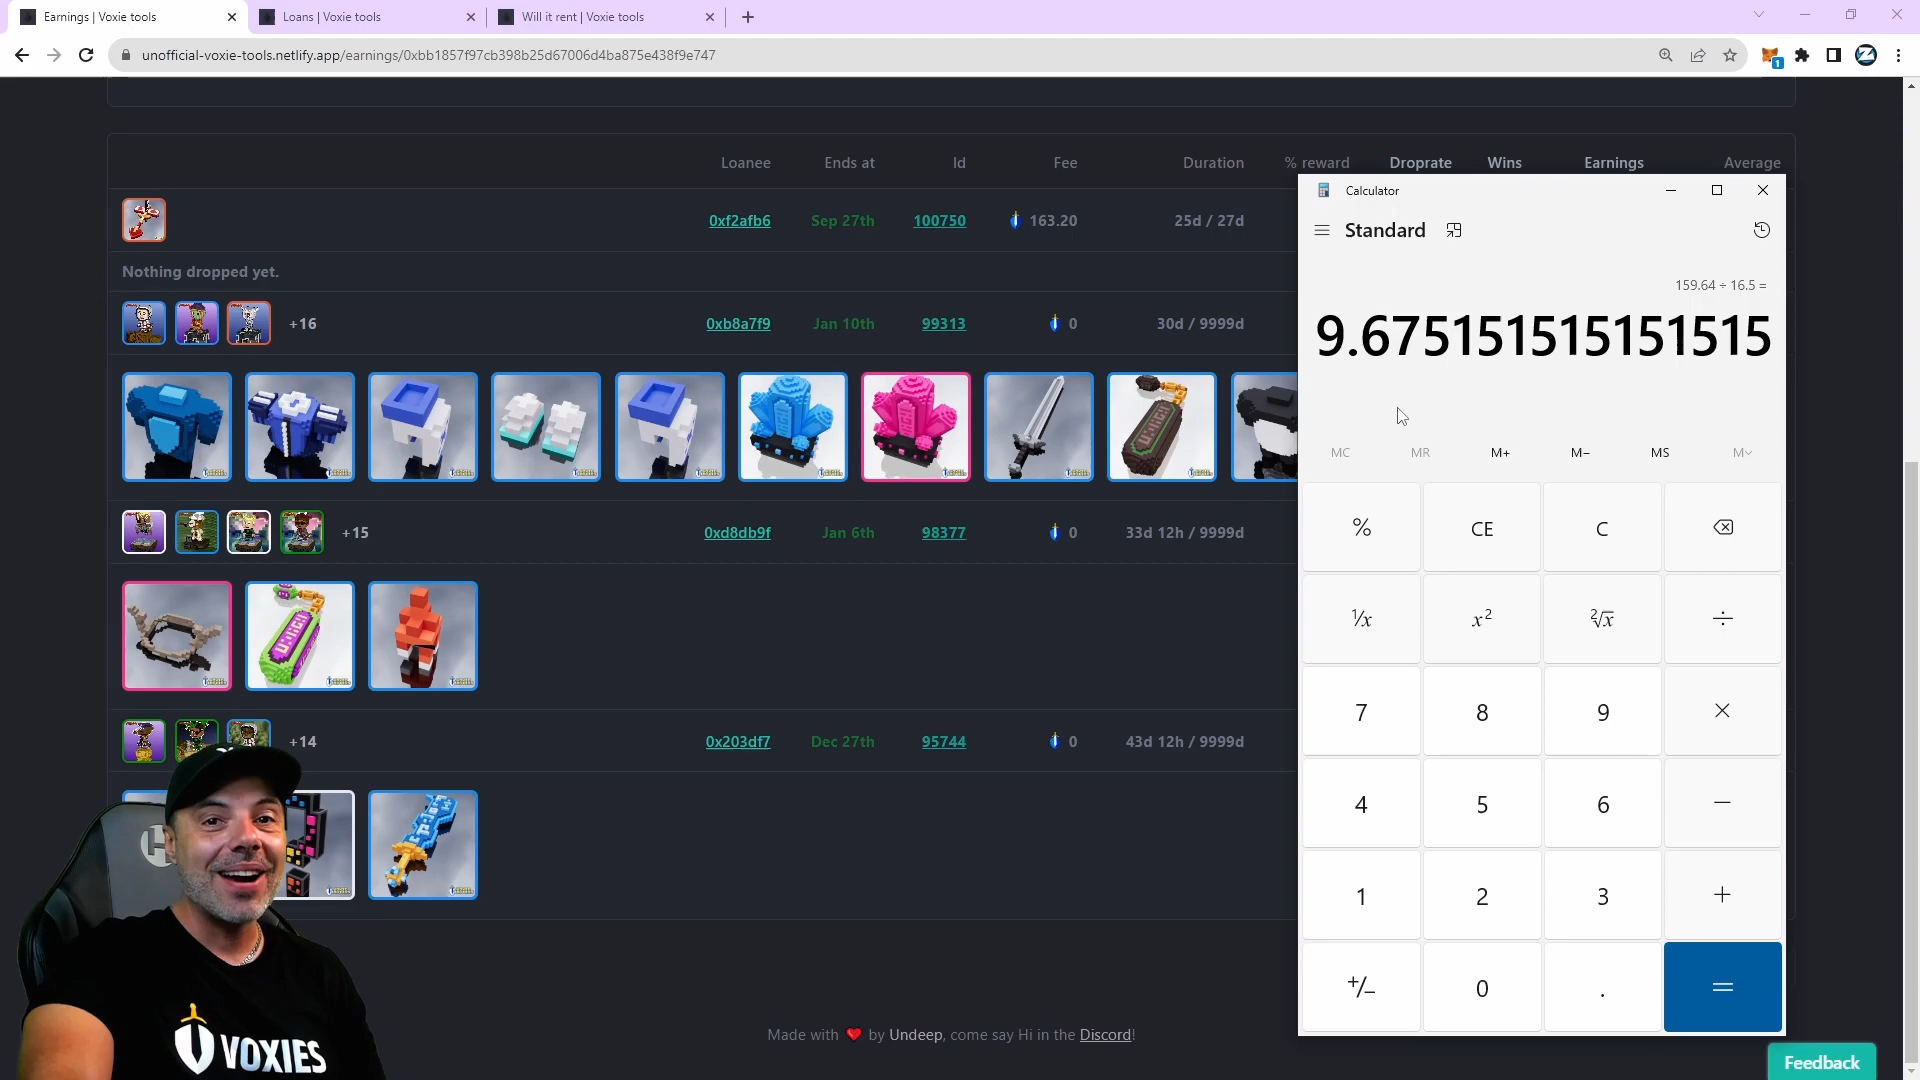 Earnings | Voxie tools
Loans | Voxie tools
Will it rent | Voxie tools
unofficial-voxie-tools.netlify.app/earnings/0xbb1857f97cb398b25d67006d4ba875e438f9e747
1
Loanee Ends at Id Fee Duration % reward Droprate Wins Earnings Average
0xf2afb6 Sep 27th 100750 163.20 25d / 27d
Nothing dropped yet.
+16 0xb8a7f9 Jan 10th 99313 0 30d / 9999d
+15 0xd8db9f Jan 6th 98377 0 33d 12h / 9999d
+14 0x203df7 Dec 27th 95744 0 43d 12h / 9999d
Made with ❤ by Undeep, come say Hi in the Discord!
Feedback
Calculator
Standard
159.64 ÷ 16.5 =
9.675151515151515
MC MR M+ M− MS M˅
% CE C
⅟x x² ²√x ÷
7 8 9 ×
4 5 6 −
1 2 3 +
+/− 0 . =
VOXIES